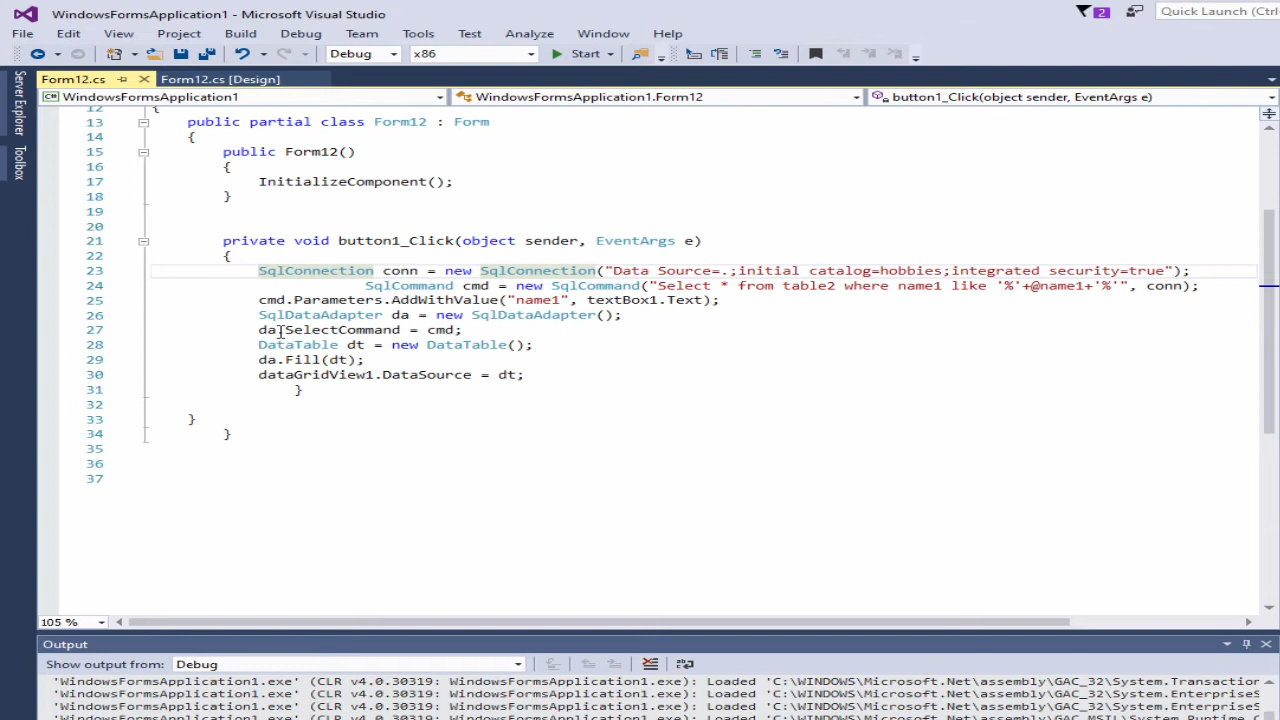 WindowsFormsApplication1 - Microsoft Visual Studio
2
Quick Launch (Ctrl
File Edit View Project Build Debug Team Tools Test Analyze Window Help
Debug x86 Start
Server Explorer
Toolbox
Form12.cs Form12.cs [Design]
WindowsFormsApplication1 WindowsFormsApplication1.Form12 button1_Click(object sender, EventArgs e)
12 {
13 public partial class Form12 : Form
14 {
15 public Form12()
16 {
17 InitializeComponent();
18 }
19
20
21 private void button1_Click(object sender, EventArgs e)
22 {
23 SqlConnection conn = new SqlConnection("Data Source=.;initial catalog=hobbies;integrated security=true");
24 SqlCommand cmd = new SqlCommand("Select * from table2 where name1 like '%'+@name1+'%'", conn);
25 cmd.Parameters.AddWithValue("name1", textBox1.Text);
26 SqlDataAdapter da = new SqlDataAdapter();
27 da.SelectCommand = cmd;
28 DataTable dt = new DataTable();
29 da.Fill(dt);
30 dataGridView1.DataSource = dt;
31 }
32
33 }
34 }
35
36
37
105 %
Output
Show output from: Debug
'WindowsFormsApplication1.exe' (CLR v4.0.30319: WindowsFormsApplication1.exe): Loaded 'C:\WINDOWS\Microsoft.Net\assembly\GAC_32\System.Transaction
'WindowsFormsApplication1.exe' (CLR v4.0.30319: WindowsFormsApplication1.exe): Loaded 'C:\WINDOWS\Microsoft.Net\assembly\GAC_32\System.EnterpriseS
'WindowsFormsApplication1.exe' (CLR v4.0.30319: WindowsFormsApplication1.exe): Loaded 'C:\WINDOWS\Microsoft.Net\assembly\GAC_32\System.EnterpriseS